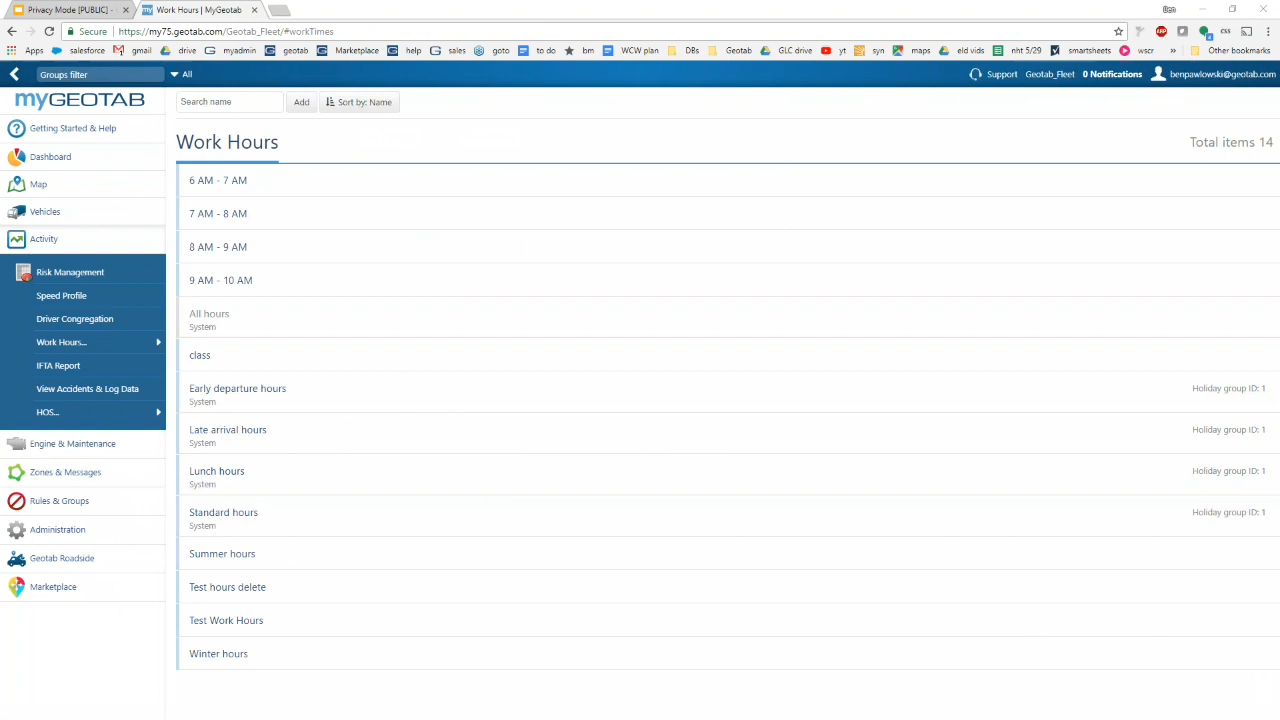 Privacy Mode [PUBLIC] -
Work Hours | MyGeotab
Ben
Secure
https://my75.geotab.com/Geotab_Fleet/#workTimes
Apps salesforce gmail drive myadmin geotab Marketplace help sales goto to do bm WCW plan DBs Geotab GLC drive yt syn maps eld vids nht 5/29 smartsheets wscr » Other bookmarks
Groups filter
All
Support Geotab_Fleet 0 Notifications benpawlowski@geotab.com
myGEOTAB
Getting Started & Help
Dashboard
Map
Vehicles
Activity
Risk Management
Speed Profile
Driver Congregation
Work Hours...
IFTA Report
View Accidents & Log Data
HOS...
Engine & Maintenance
Zones & Messages
Rules & Groups
Administration
Geotab Roadside
Marketplace
Search name
Add
Sort by: Name
Work Hours
Total items 14
6 AM - 7 AM
7 AM - 8 AM
8 AM - 9 AM
9 AM - 10 AM
All hours
System
class
Early departure hours
System
Holiday group ID: 1
Late arrival hours
System
Holiday group ID: 1
Lunch hours
System
Holiday group ID: 1
Standard hours
System
Holiday group ID: 1
Summer hours
Test hours delete
Test Work Hours
Winter hours